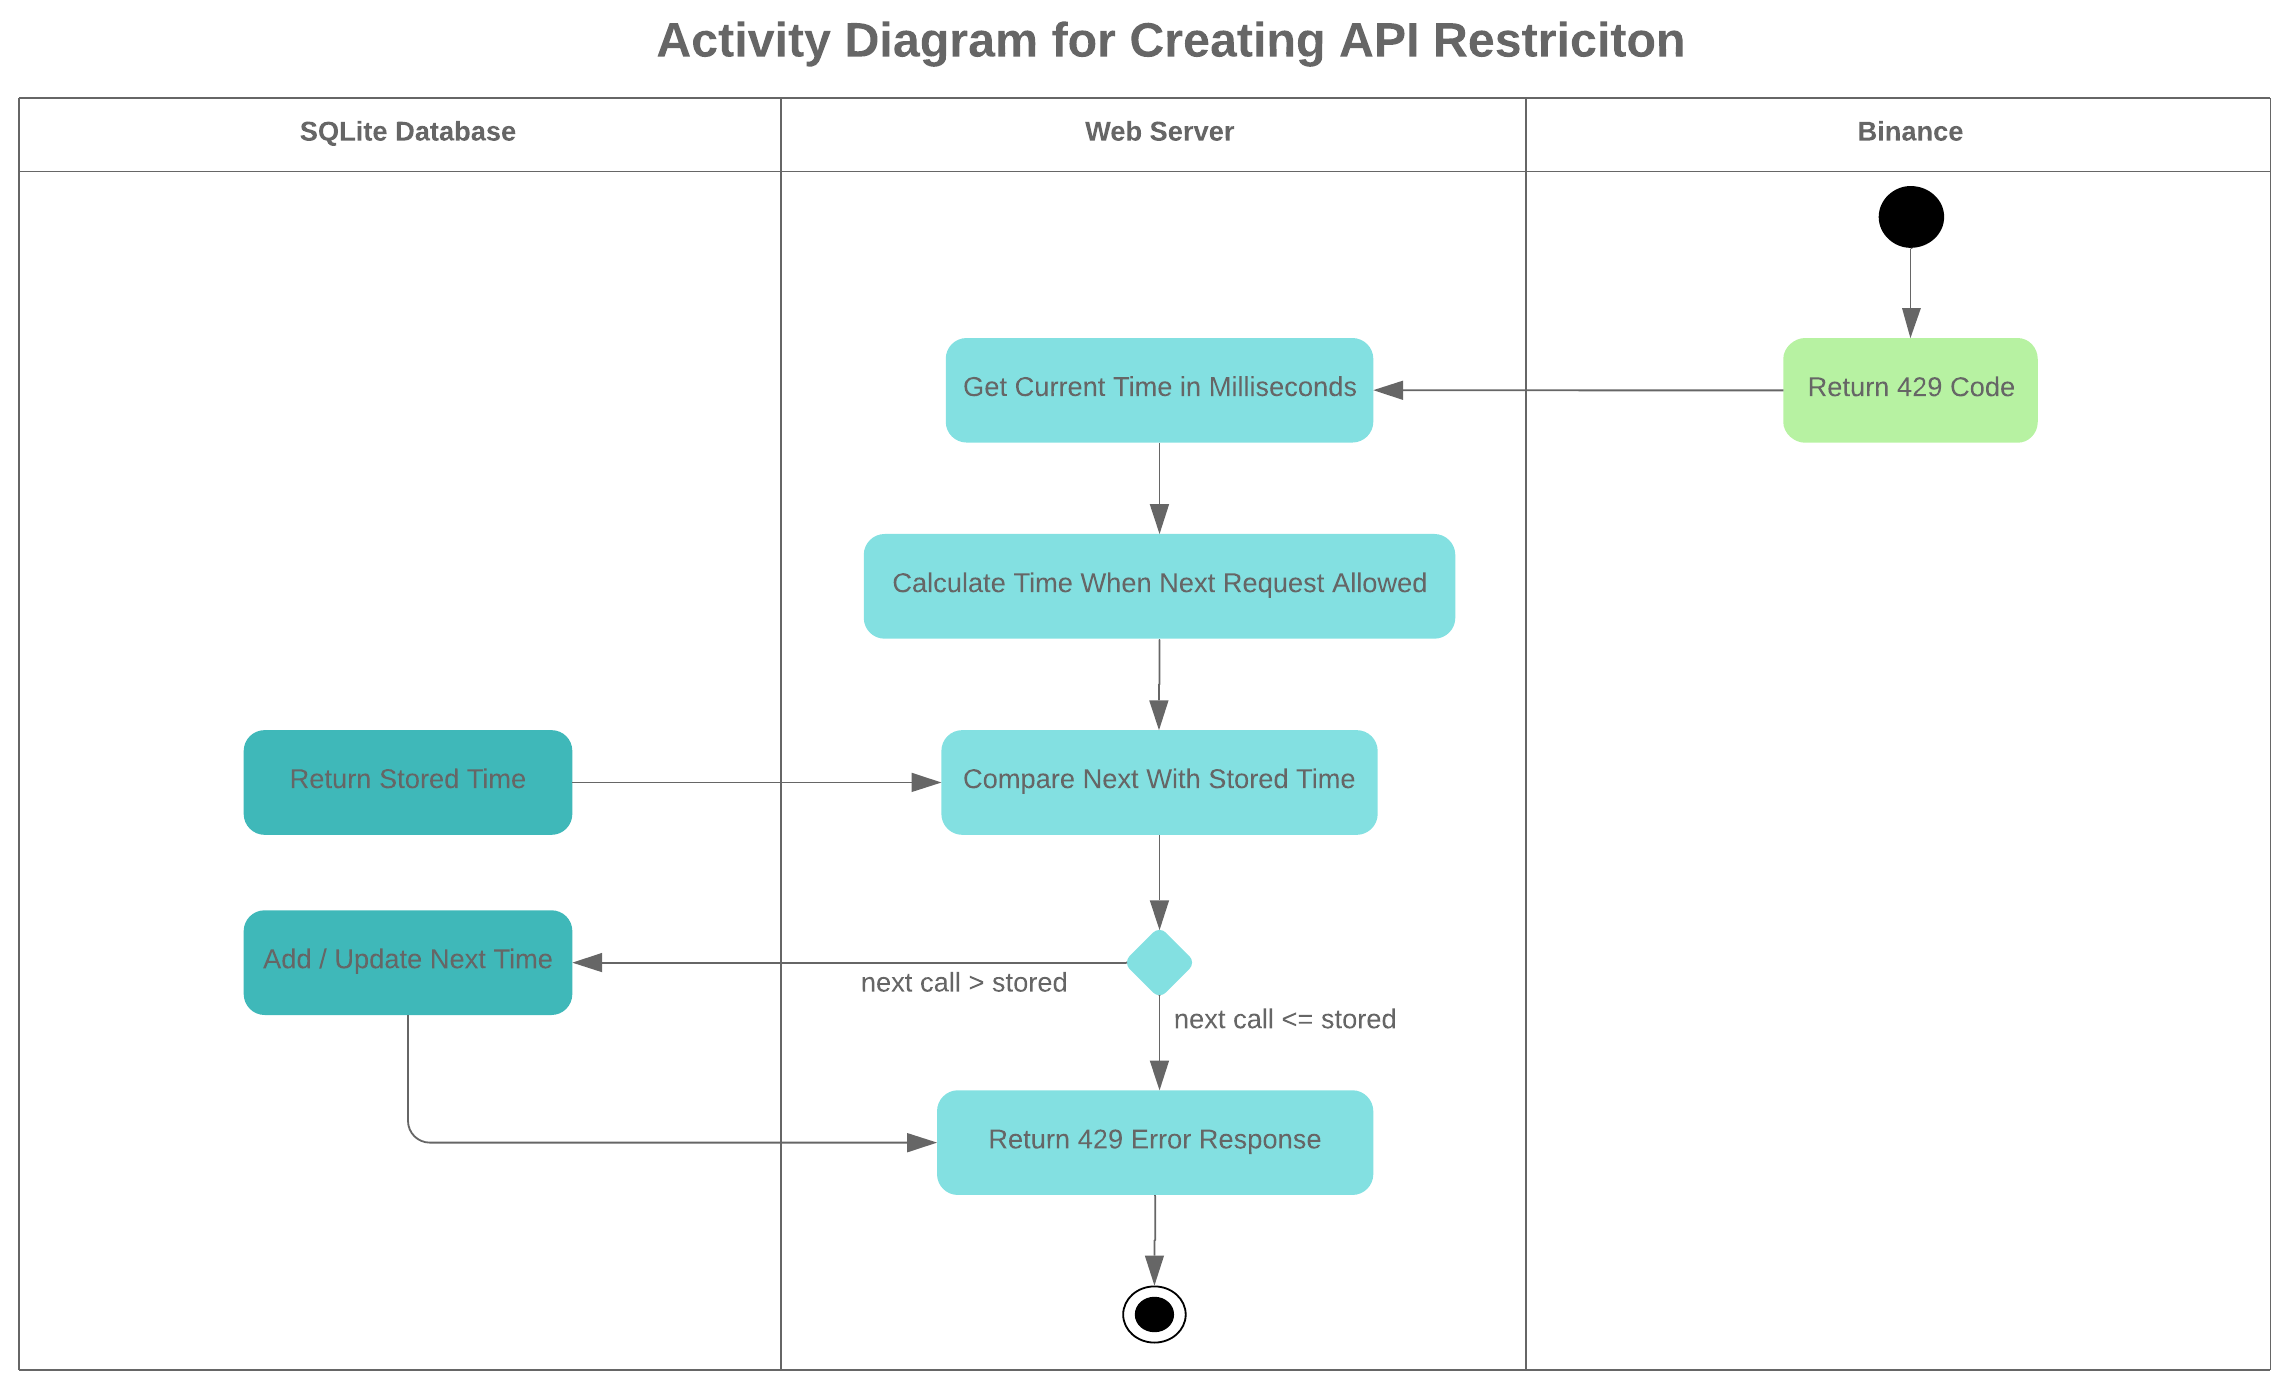 Activity Diagram for Creating API Restriciton
SQLite Database
Web Server
Binance
Get Current Time in Milliseconds
Return 429 Code
Calculate Time When Next Request Allowed
Return Stored Time
Compare Next With Stored Time
Add / Update Next Time
next call > stored
next call <= stored
Return 429 Error Response